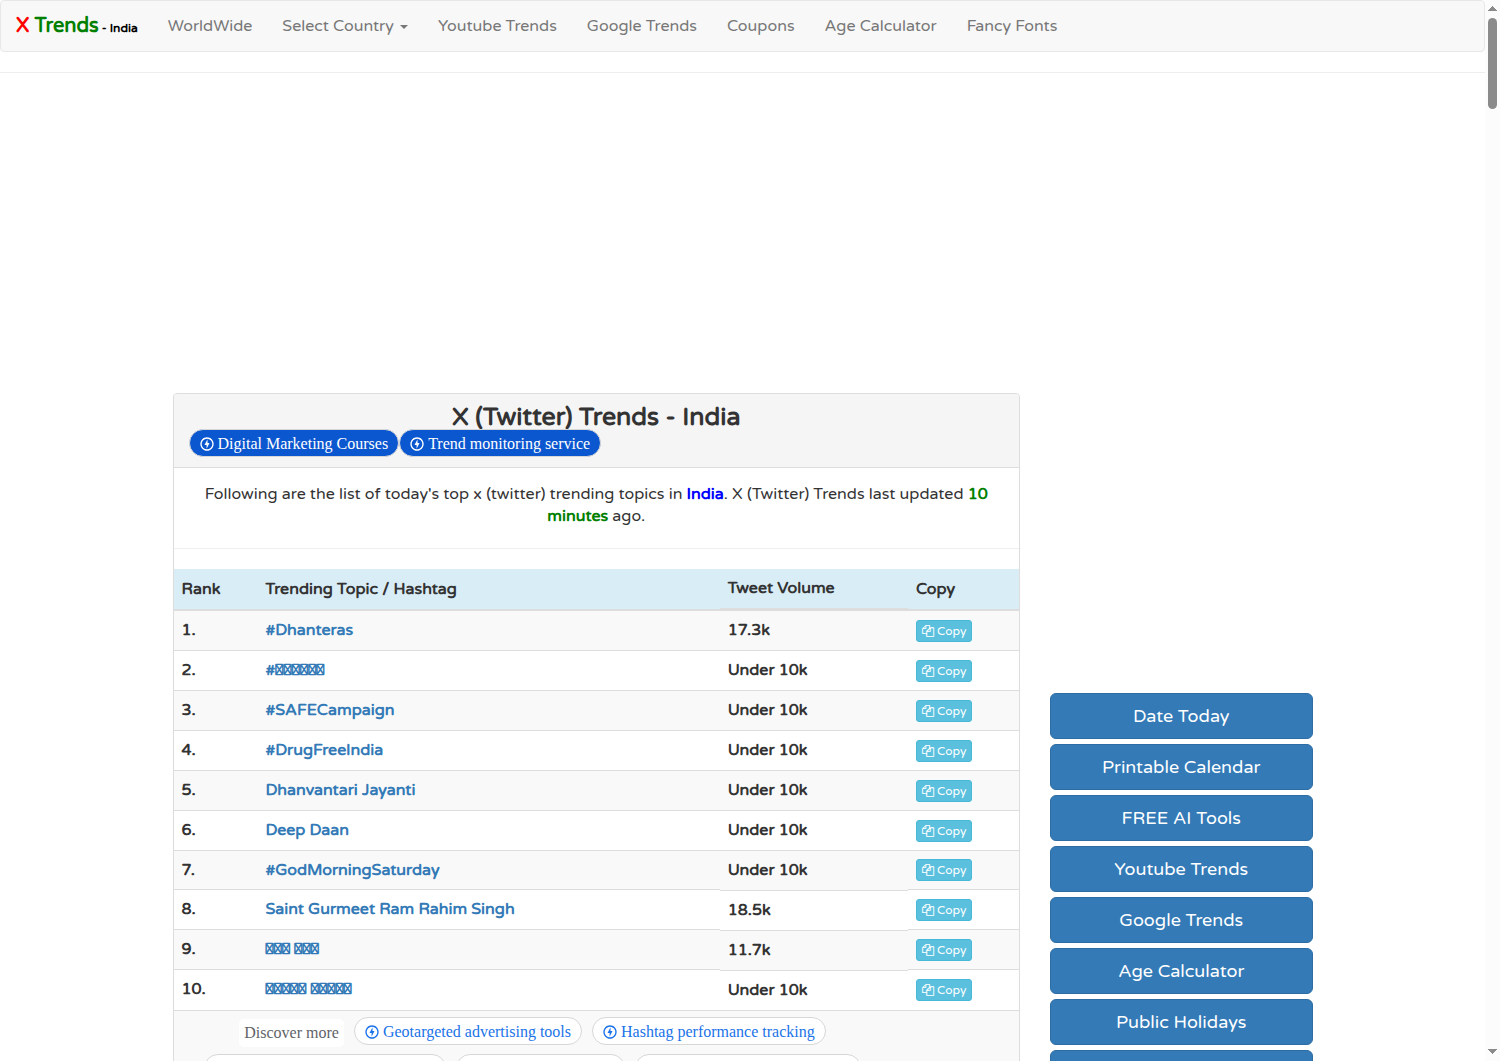 X Trends - India WorldWide Select Country Youtube Trends Google Trends Coupons Age Calculator Fancy Fonts
X (Twitter) Trends - India
Digital Marketing Courses Trend monitoring service
Following are the list of today's top x (twitter) trending topics in India. X (Twitter) Trends last updated 10
minutes ago.
Rank Trending Topic / Hashtag Tweet Volume Copy
1. #Dhanteras 17.3k Copy
2. # Under 10k Copy
3. #SAFECampaign Under 10k Copy
4. #DrugFreeIndia Under 10k Copy
5. Dhanvantari Jayanti Under 10k Copy
6. Deep Daan Under 10k Copy
7. #GodMorningSaturday Under 10k Copy
8. Saint Gurmeet Ram Rahim Singh 18.5k Copy
9. 11.7k Copy
10. Under 10k Copy
Discover more Geotargeted advertising tools Hashtag performance tracking
Date Today
Printable Calendar
FREE AI Tools
Youtube Trends
Google Trends
Age Calculator
Public Holidays